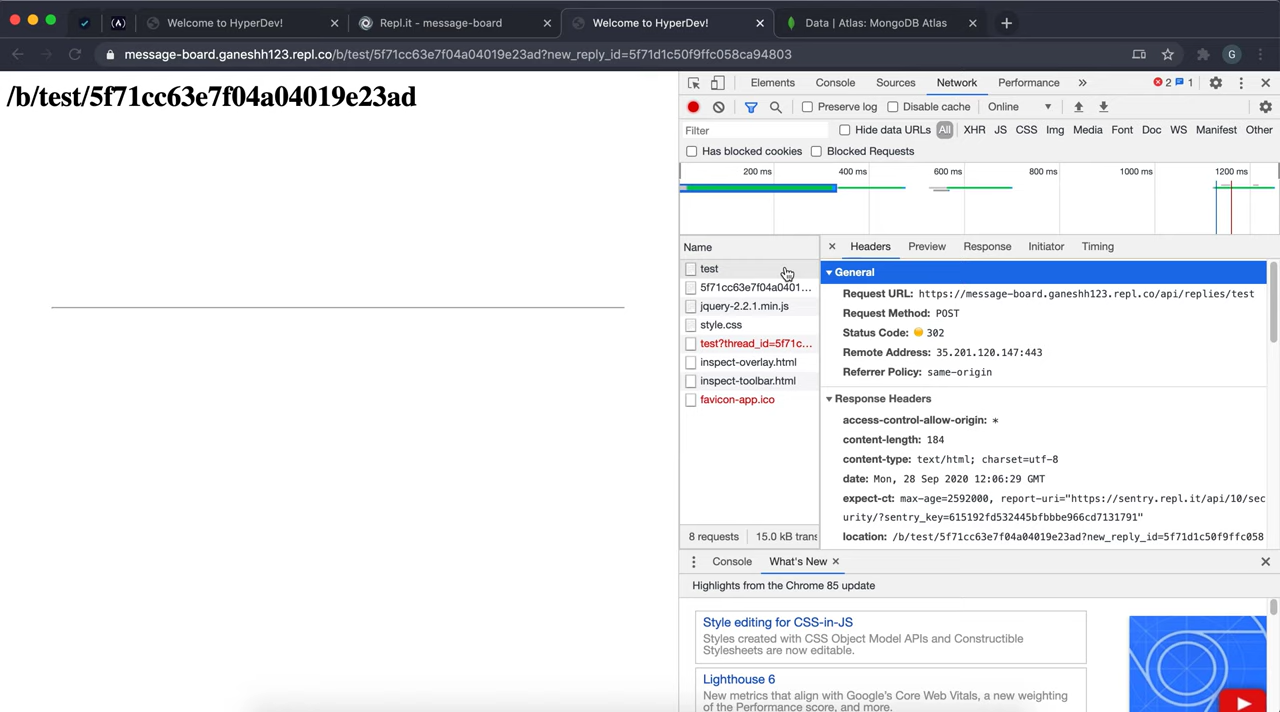 Welcome to HyperDev!
Repl.it - message-board
Welcome to HyperDev!
Data | Atlas: MongoDB Atlas
message-board.ganeshh123.repl.co/b/test/5f71cc63e7f04a04019e23ad?new_reply_id=5f71d1c50f9ffc058ca94803
G
/b/test/5f71cc63e7f04a04019e23ad
Elements Console Sources Network Performance » 2 1
Preserve log Disable cache Online
Filter Hide data URLs All XHR JS CSS Img Media Font Doc WS Manifest Other
Has blocked cookies Blocked Requests
200 ms 400 ms 600 ms 800 ms 1000 ms 1200 ms
Name
test
5f71cc63e7f04a0401...
jquery-2.2.1.min.js
style.css
test?thread_id=5f71c...
inspect-overlay.html
inspect-toolbar.html
favicon-app.ico
8 requests 15.0 kB trans
Headers Preview Response Initiator Timing
General
Request URL: https://message-board.ganeshh123.repl.co/api/replies/test
Request Method: POST
Status Code: 302
Remote Address: 35.201.120.147:443
Referrer Policy: same-origin
Response Headers
access-control-allow-origin: *
content-length: 184
content-type: text/html; charset=utf-8
date: Mon, 28 Sep 2020 12:06:29 GMT
expect-ct: max-age=2592000, report-uri="https://sentry.repl.it/api/10/sec
urity/?sentry_key=615192fd532445bfbbbe966cd7131791"
location: /b/test/5f71cc63e7f04a04019e23ad?new_reply_id=5f71d1c50f9ffc058
Console What's New
Highlights from the Chrome 85 update
Style editing for CSS-in-JS
Styles created with CSS Object Model APIs and Constructible
Stylesheets are now editable.
Lighthouse 6
New metrics that align with Google's Core Web Vitals, a new weighting
of the Performance score, and more.